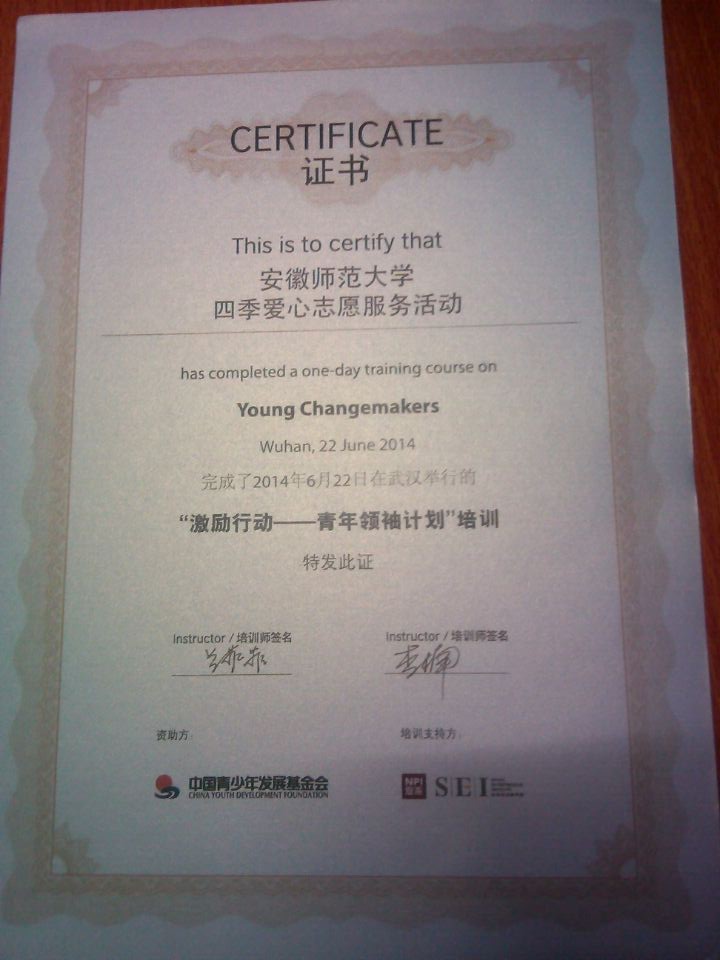 CERTIFICATE
证书
This is to certify that
安徽师范大学
四季爱心志愿服务活动
has completed a one-day training course on
Young Changemakers
Wuhan, 22 June 2014
完成了2014年6月22日在武汉举行的
“激励行动——青年领袖计划”培训
特发此证
Instructor / 培训师签名
Instructor / 培训师签名
资助方:
培训支持方:
中国青少年发展基金会
CHINA YOUTH DEVELOPMENT FOUNDATION
NPI
SEI